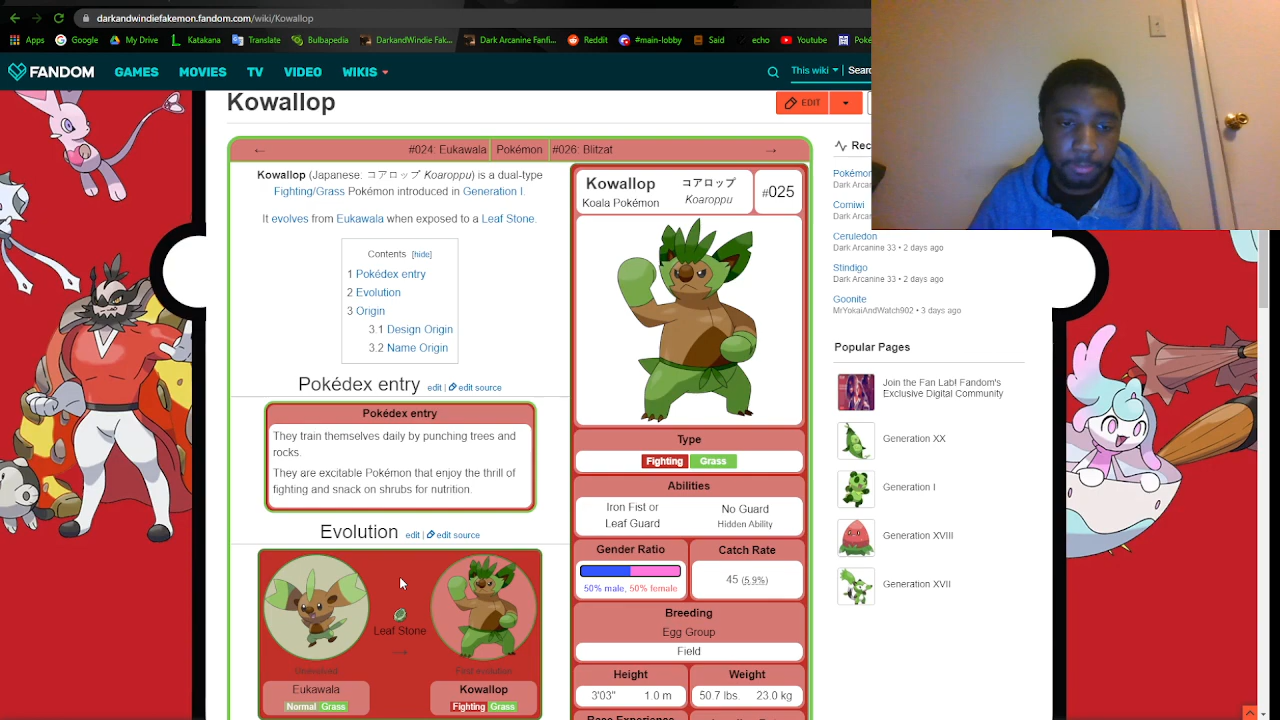 darkandwindiefakemon.fandom.com/wiki/Kowallop
Apps Google My Drive Katakana Translate Bulbapedia DarkandWindie Fak... Dark Arcanine Fanfi... Reddit #main-lobby Said echo Youtube Poké
FANDOM GAMES MOVIES TV VIDEO WIKIS This wiki Searc
Kowallop
EDIT
← #024: Eukawala Pokémon #026: Blitzat →
Kowallop (Japanese: コアロップ Koaroppu) is a dual-type
Fighting/Grass Pokémon introduced in Generation I.
It evolves from Eukawala when exposed to a Leaf Stone.
Contents [hide]
1 Pokédex entry
2 Evolution
3 Origin
3.1 Design Origin
3.2 Name Origin
Pokédex entry edit | edit source
Pokédex entry
They train themselves daily by punching trees and
rocks.
They are excitable Pokémon that enjoy the thrill of
fighting and snack on shrubs for nutrition.
Evolution edit | edit source
Leaf Stone
→
Unevolved First evolution
Eukawala Kowallop
Normal Grass Fighting Grass
Kowallop コアロップ #025
Koala Pokémon Koaroppu
Type
Fighting Grass
Abilities
Iron Fist or
Leaf Guard
No Guard
Hidden Ability
Gender Ratio Catch Rate
50% male, 50% female 45 (5.9%)
Breeding
Egg Group
Field
Height Weight
3'03" 1.0 m 50.7 lbs. 23.0 kg
Rec
Pokémon
Dark Arcan
Corniwi
Dark Arcan
Ceruledon
Dark Arcanine 33 • 2 days ago
Stindigo
Dark Arcanine 33 • 2 days ago
Goonite
MrYokaiAndWatch902 • 3 days ago
Popular Pages
Join the Fan Lab! Fandom's
Exclusive Digital Community
Generation XX
Generation I
Generation XVIII
Generation XVII